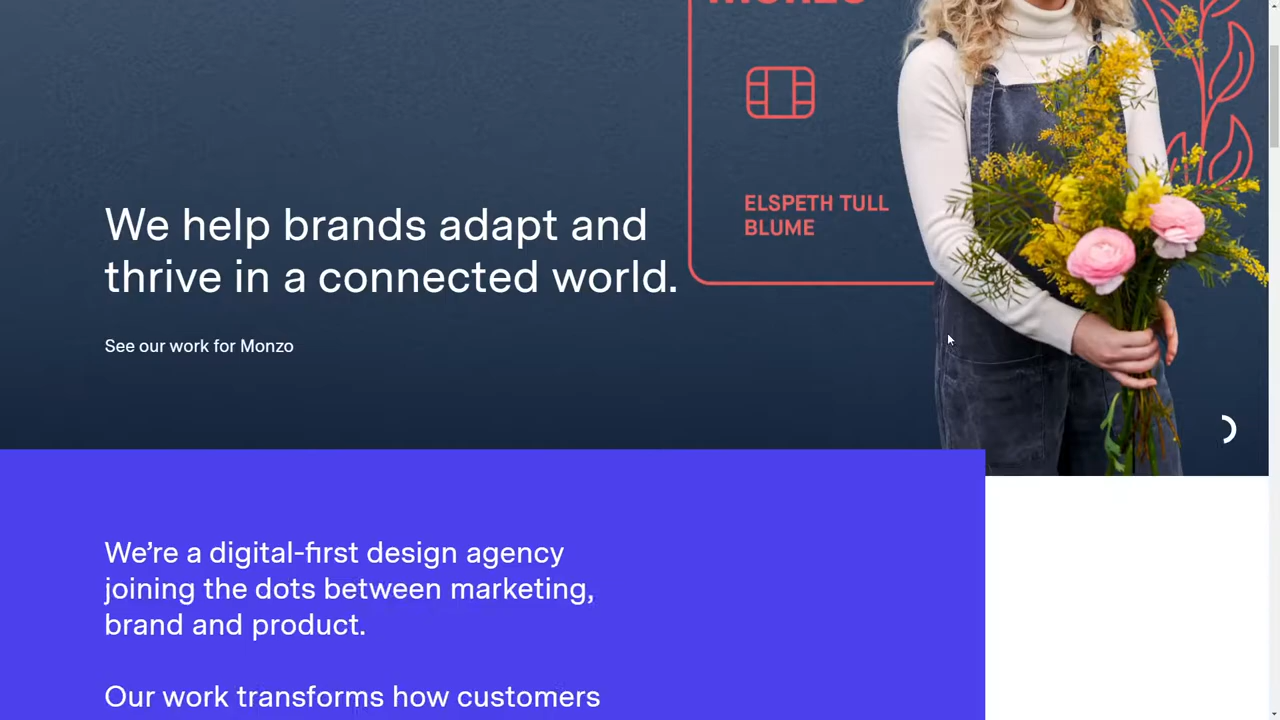 MONZO
ELSPETH TULL
BLUME
We help brands adapt and
thrive in a connected world.
See our work for Monzo
We’re a digital-first design agency
joining the dots between marketing,
brand and product.
Our work transforms how customers